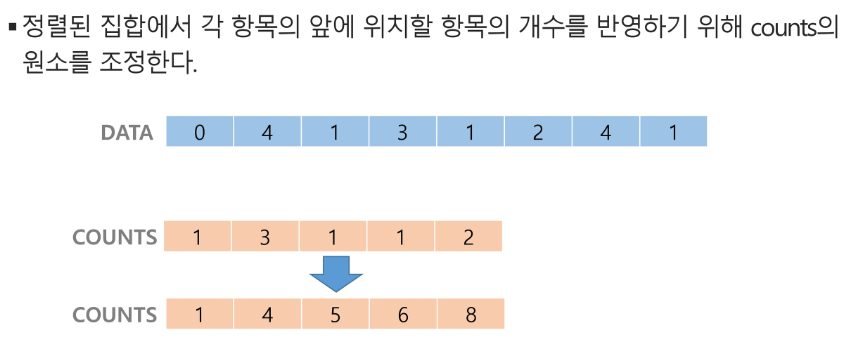 ▪ 정렬된 집합에서 각 항목의 앞에 위치할 항목의 개수를 반영하기 위해 counts의
원소를 조정한다.
DATA 0 4 1 3 1 2 4 1
COUNTS 1 3 1 1 2
COUNTS 1 4 5 6 8